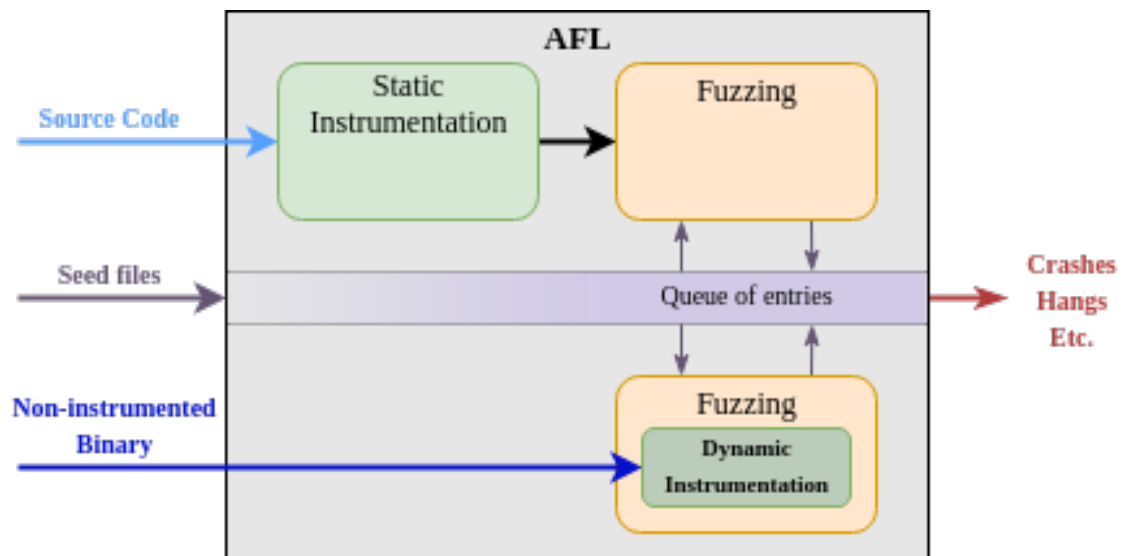 AFL
Static
Instrumentation
Fuzzing
Source Code
Seed files
Queue of entries
Crashes
Hangs
Etc.
Non-instrumented
Binary
Fuzzing
Dynamic
Instrumentation